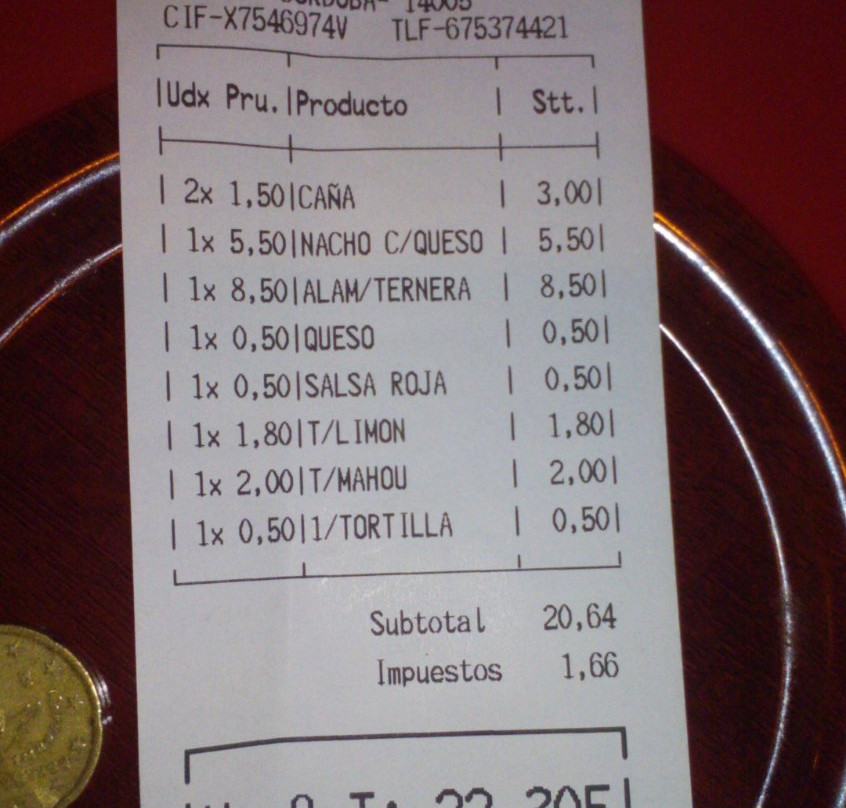 14005
CIF-X7546974V TLF-675374421
|Udx Pru.|Producto | Stt.|
| 2x 1,50|CAÑA | 3,00|
| 1x 5,50|NACHO C/QUESO | 5,50|
| 1x 8,50|ALAM/TERNERA | 8,50|
| 1x 0,50|QUESO | 0,50|
| 1x 0,50|SALSA ROJA | 0,50|
| 1x 1,80|T/LIMON | 1,80|
| 1x 2,00|T/MAHOU | 2,00|
| 1x 0,50|1/TORTILLA | 0,50|
Subtotal 20,64
Impuestos 1,66